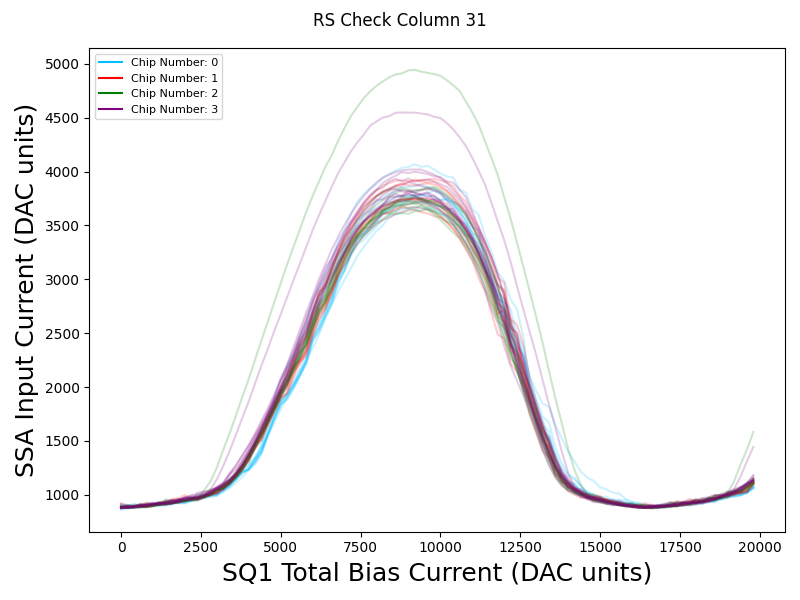 RS Check Column 31
Chip Number: 0
Chip Number: 1
Chip Number: 2
Chip Number: 3
5000
4500
4000
3500
3000
2500
2000
1500
1000
SSA Input Current (DAC units)
0 2500 5000 7500 10000 12500 15000 17500 20000
SQ1 Total Bias Current (DAC units)